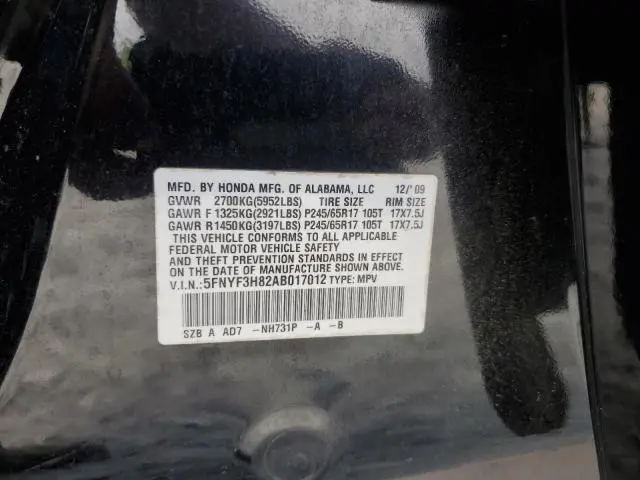 MFD. BY HONDA MFG. OF ALABAMA, LLC 12/'09
GVWR 2700KG(5952LBS) TIRE SIZE RIM SIZE
GAWR F 1325KG(2921LBS) P245/65R17 105T 17X7.5J
GAWR R1450KG(3197LBS) P245/65R17 105T 17X7.5J
THIS VEHICLE CONFORMS TO ALL APPLICABLE
FEDERAL MOTOR VEHICLE SAFETY
AND THEFT PREVENTION STANDARDS IN EFFECT
ON THE DATE OF MANUFACTURE SHOWN ABOVE.
V.I.N.:5FNYF3H82AB017012 TYPE: MPV
SZB A AD7 -NH731P -A -B